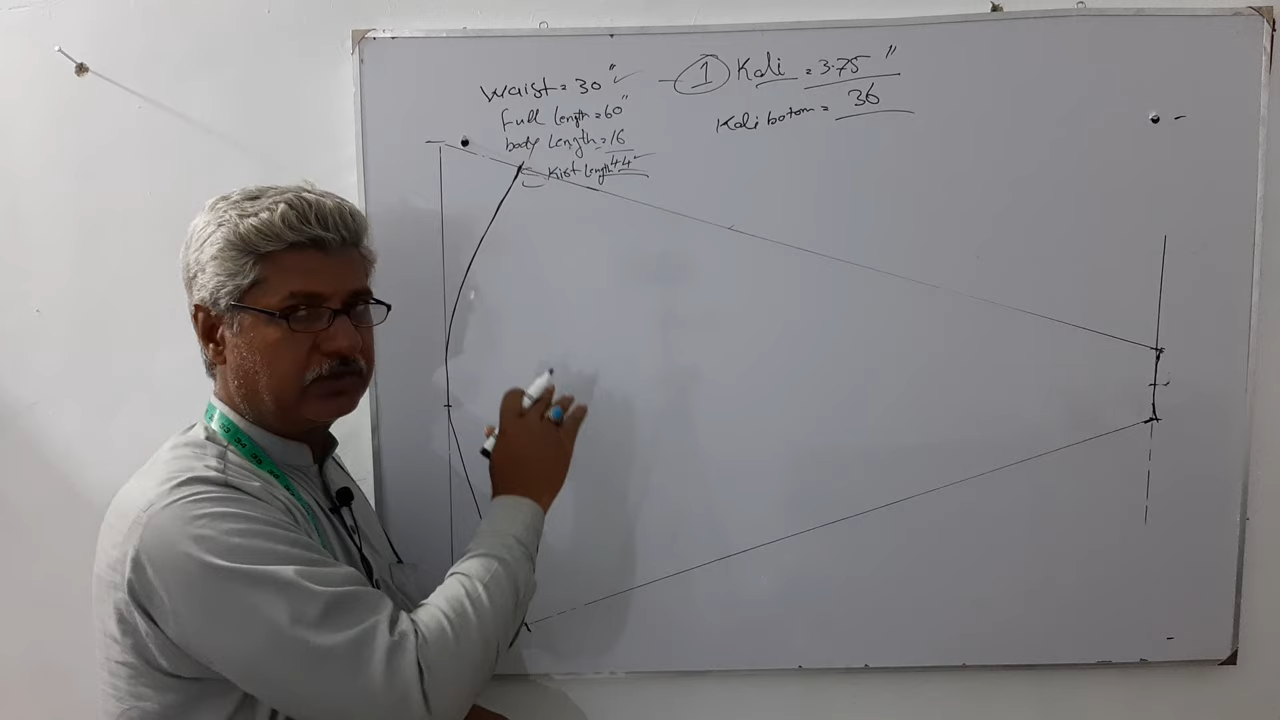 Waist = 30"
Full length = 60"
body length = 16
Kist length 44
1 Kali = 3.75"
Kali botom = 36